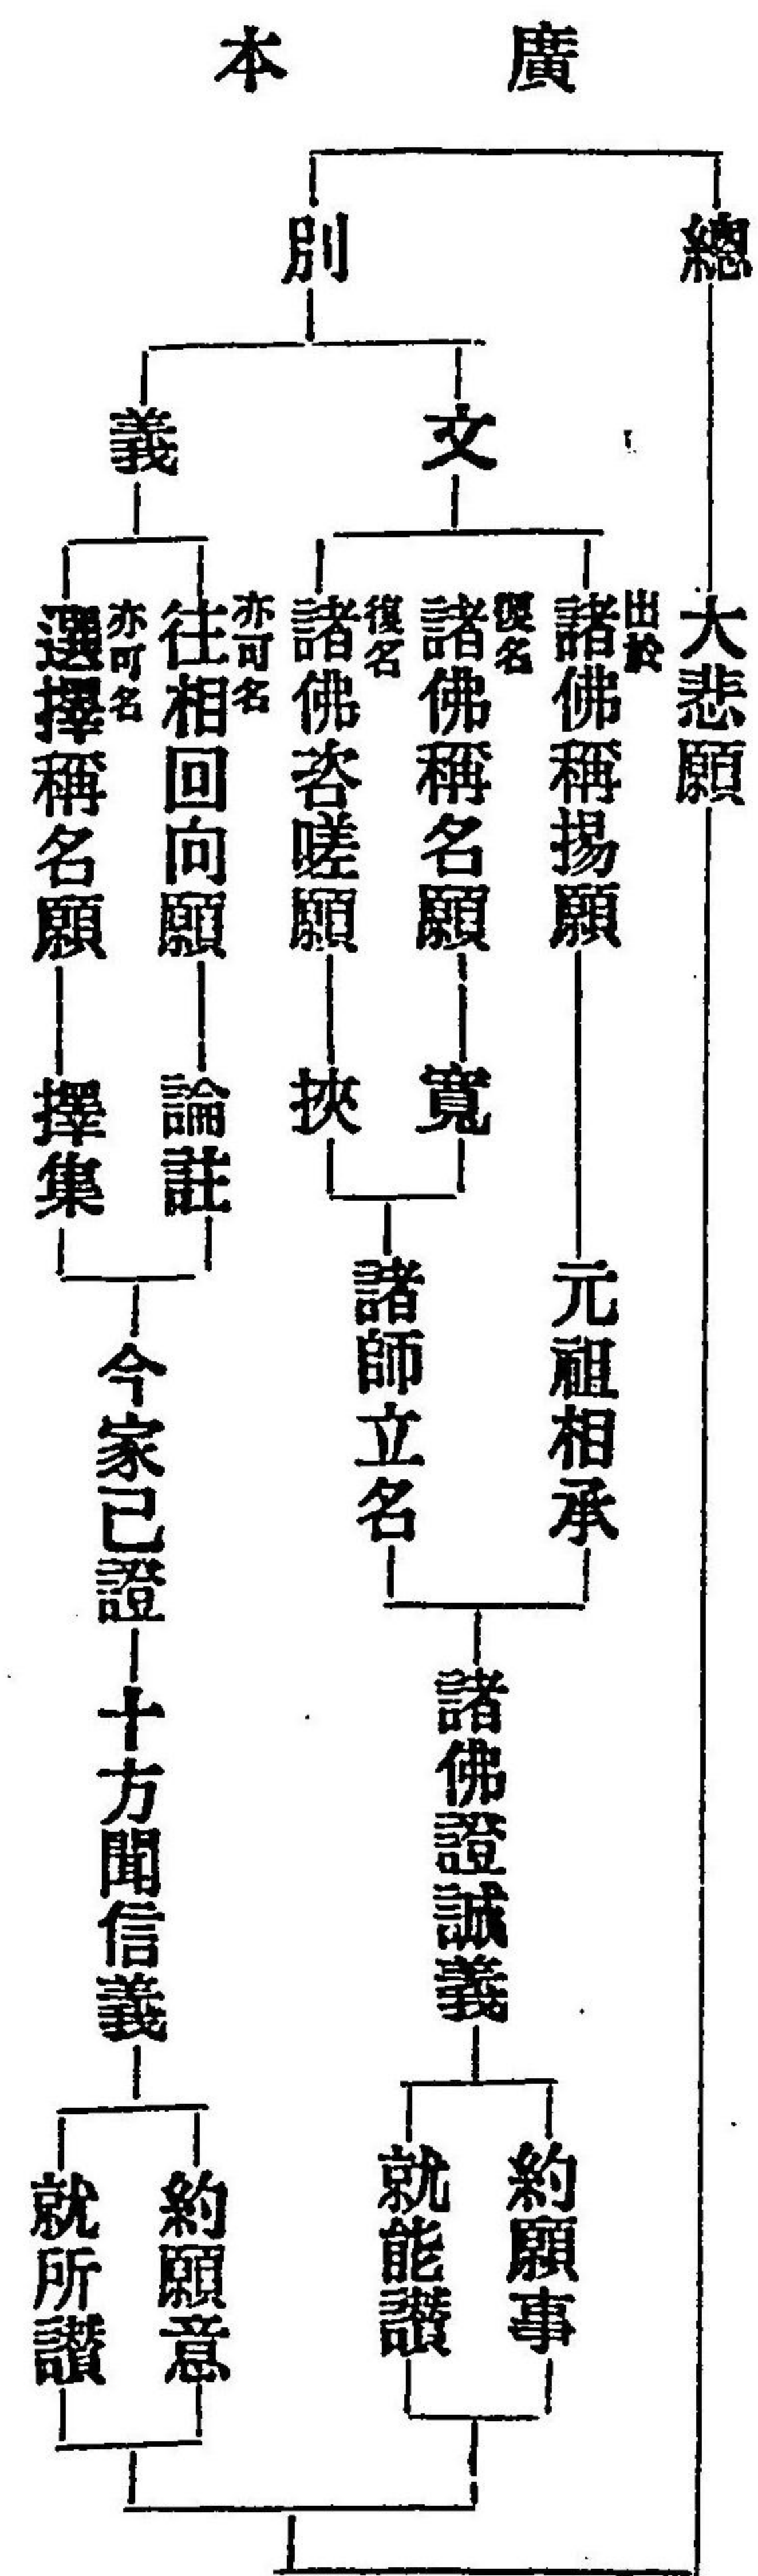 廣本
總
大悲願
別
文
出於
諸佛稱揚願
元祖相承
復名
諸佛稱名願
寬
復名
諸佛咨嗟願
挾
諸師立名
諸佛證誠義
約願事
就能讚
義
亦可名
往相回向願
論註
亦可名
選擇稱名願
擇集
今家己證
十方聞信義
約願意
就所讚